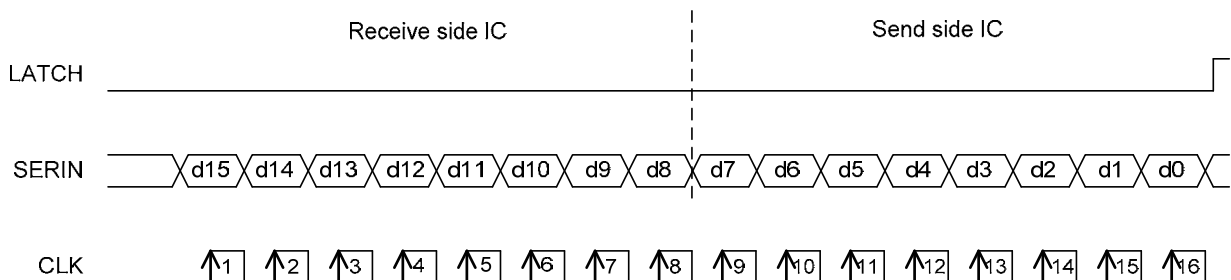 Receive side IC Send side IC
LATCH
SERIN d15 d14 d13 d12 d11 d10 d9 d8 d7 d6 d5 d4 d3 d2 d1 d0
CLK 1 2 3 4 5 6 7 8 9 10 11 12 13 14 15 16